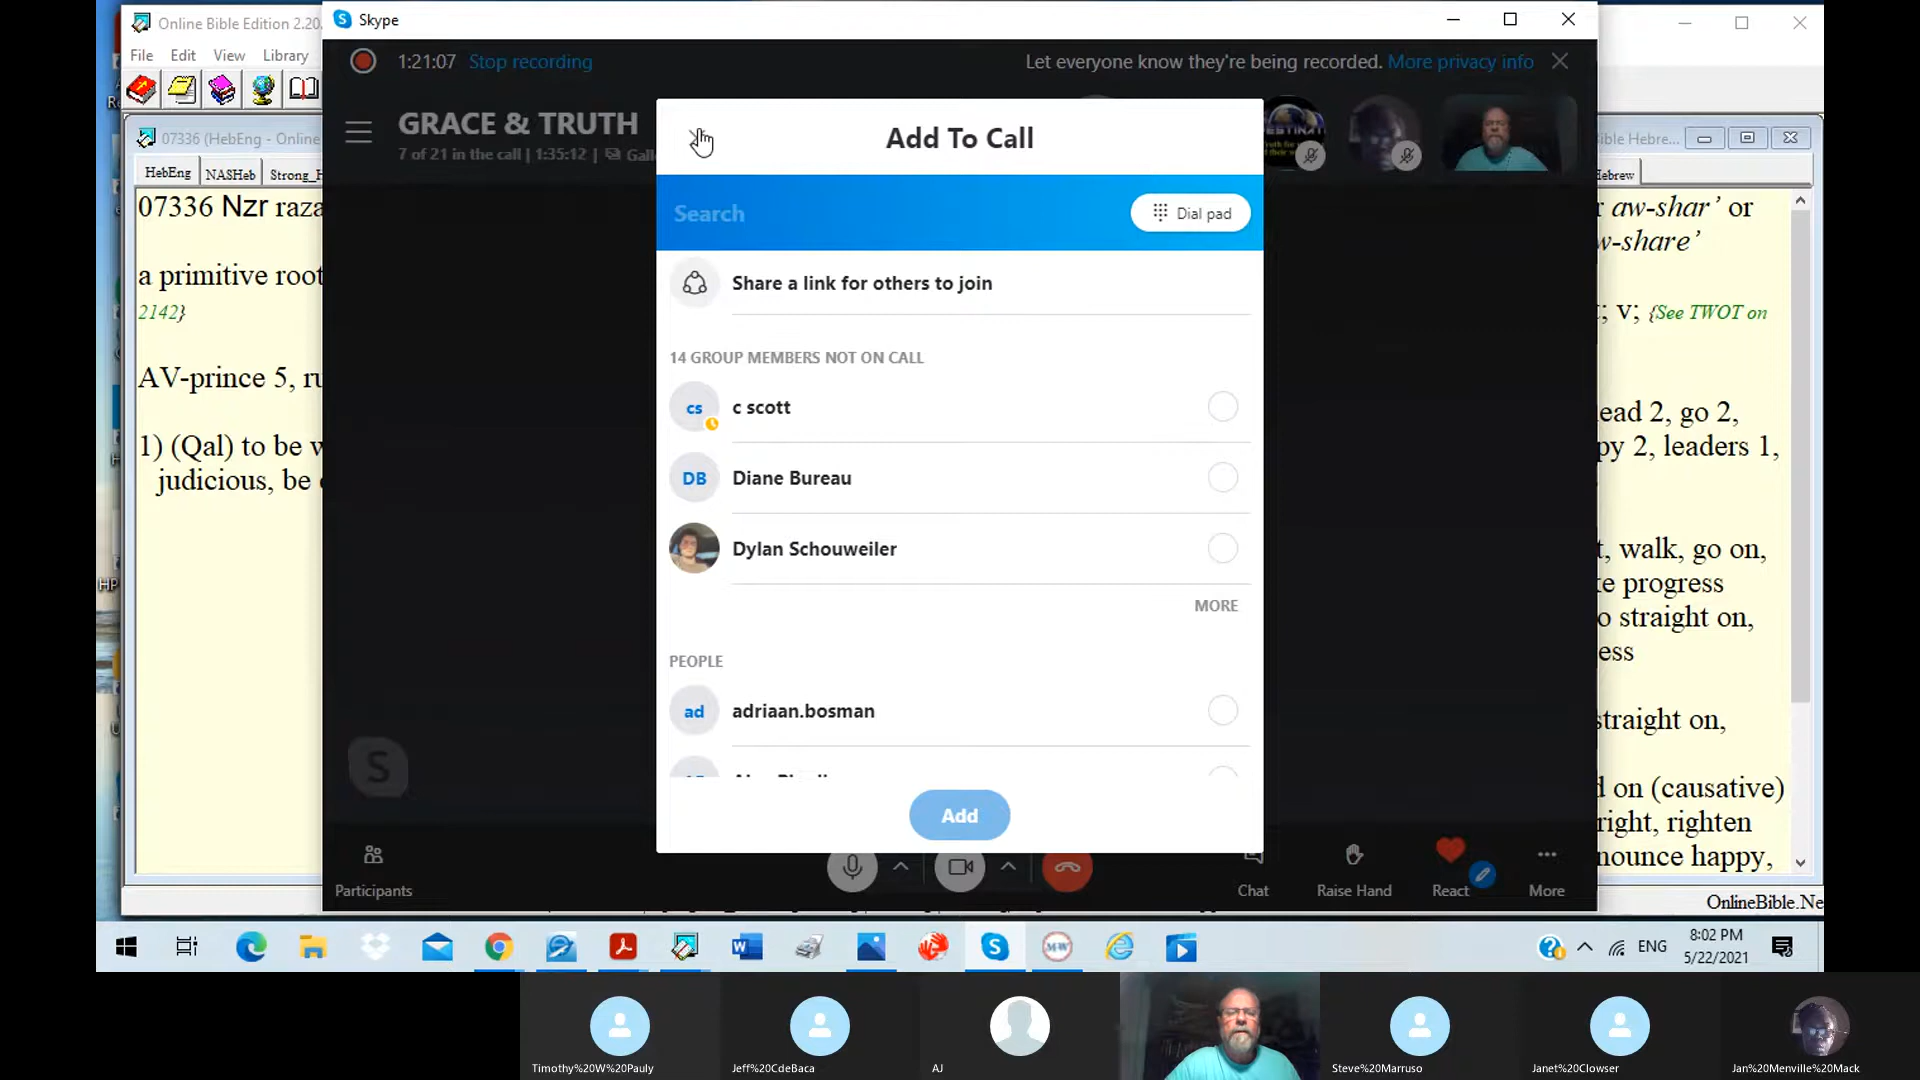 Online Bible Edition 2.20
File Edit View Library
07336 (HebEng - Online
HebEng NASHeb Strong_H
07336 Nzr raza
a primitive root
2142}
AV-prince 5, ru
1) (Qal) to be w
judicious, be
Skype
1:21:07 Stop recording
Let everyone know they're being recorded. More privacy info
GRACE & TRUTH
7 of 21 in the call | 1:35:12 | Gall
Add To Call
Search
Dial pad
Share a link for others to join
14 GROUP MEMBERS NOT ON CALL
cs c scott
DB Diane Bureau
Dylan Schouweiler
MORE
PEOPLE
ad adriaan.bosman
Add
Participants
Chat
Raise Hand
React
More
ible Hebre...
ebrew
r aw-shar’ or
w-share’
t; v; {See TWOT on
ead 2, go 2,
py 2, leaders 1,
t, walk, go on,
ke progress
o straight on,
ess
straight on,
d on (causative)
right, righten
nounce happy,
OnlineBible.Ne
HP
ENG
8:02 PM
5/22/2021
Timothy%20W%20Pauly
Jeff%20CdeBaca
AJ
Steve%20Marruso
Janet%20Clowser
Jan%20Menville%20Mack